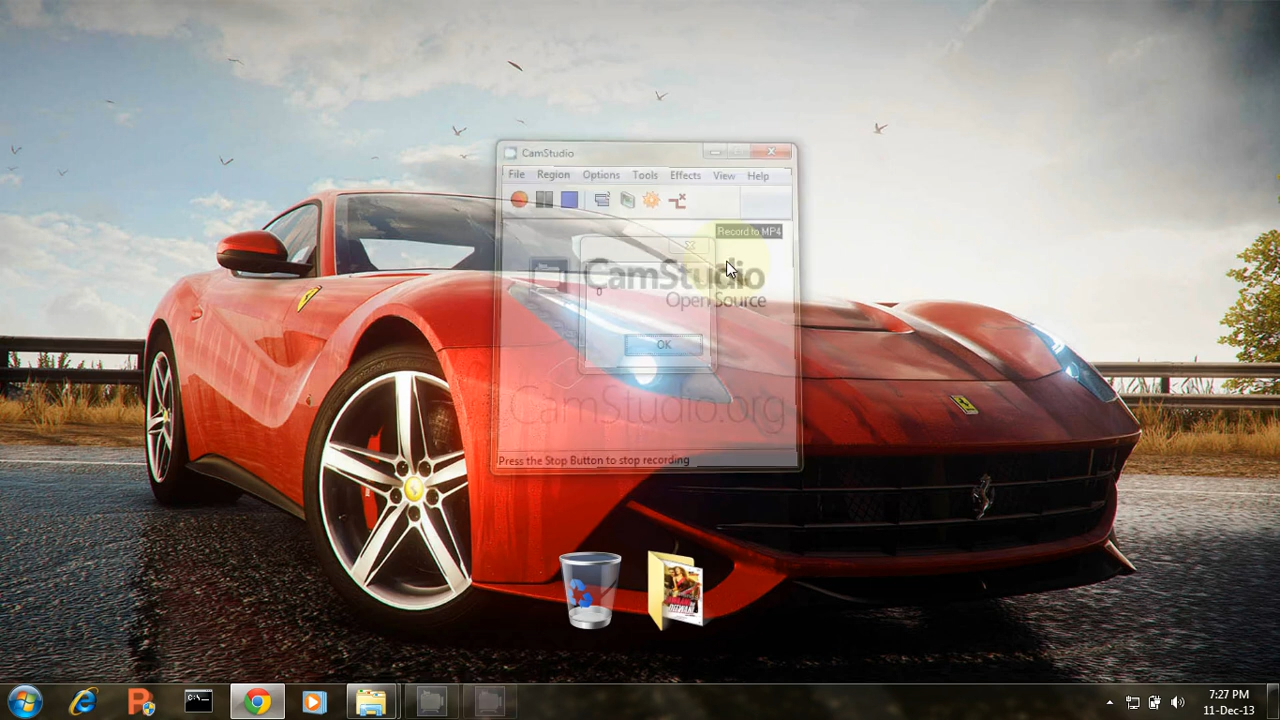 CamStudio
File Region Options Tools Effects View Help
Record to MP4
CamStudio
Open Source
0
OK
CamStudio.org
Press the Stop Button to stop recording
C:\_
7:27 PM
11-Dec-13